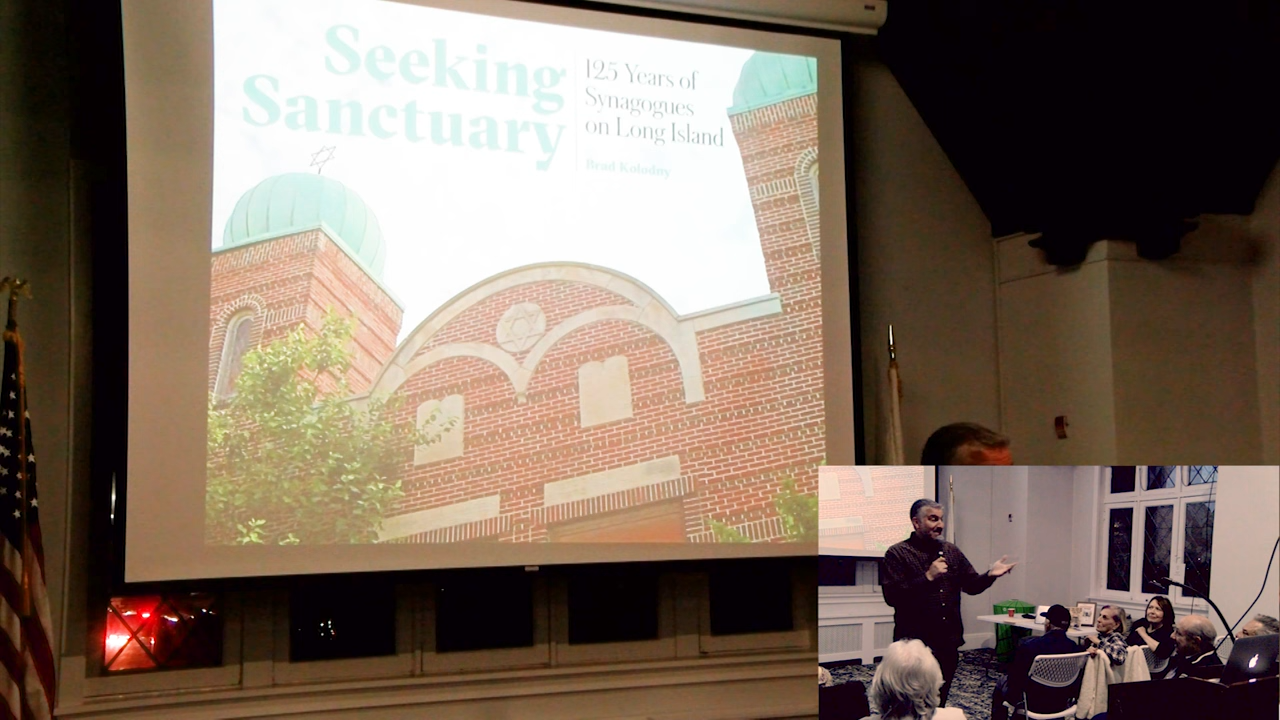 Seeking
Sanctuary
125 Years of
Synagogues
on Long Island
Brad Kolodny